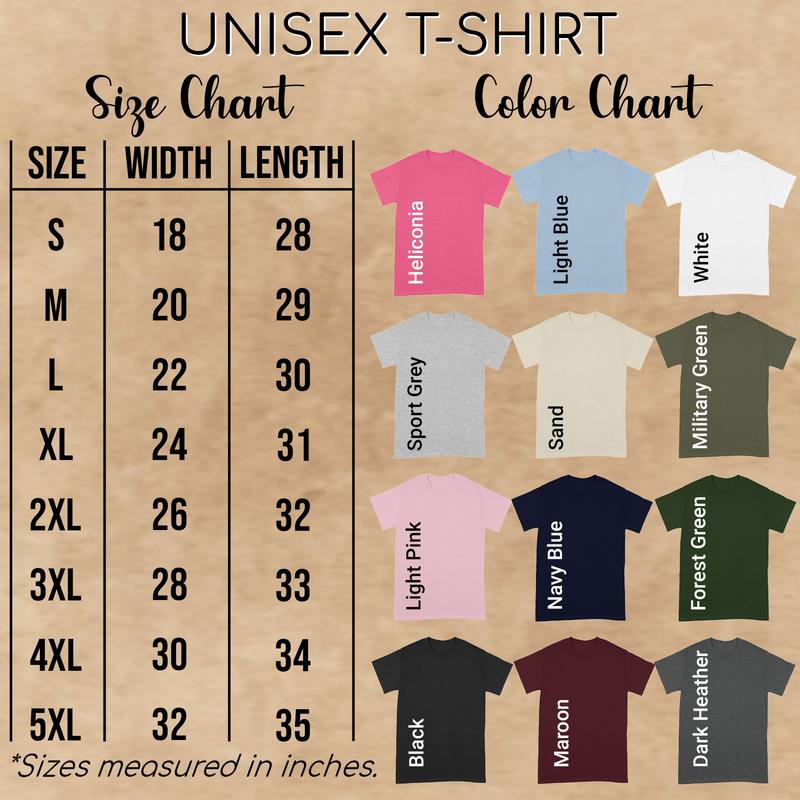 UNISEX T-SHIRT
Size Chart
SIZE WIDTH LENGTH
S 18 28
M 20 29
L 22 30
XL 24 31
2XL 26 32
3XL 28 33
4XL 30 34
5XL 32 35
*Sizes measured in inches.
Color Chart
Heliconia
Light Blue
White
Sport Grey
Sand
Military Green
Light Pink
Navy Blue
Forest Green
Black
Maroon
Dark Heather